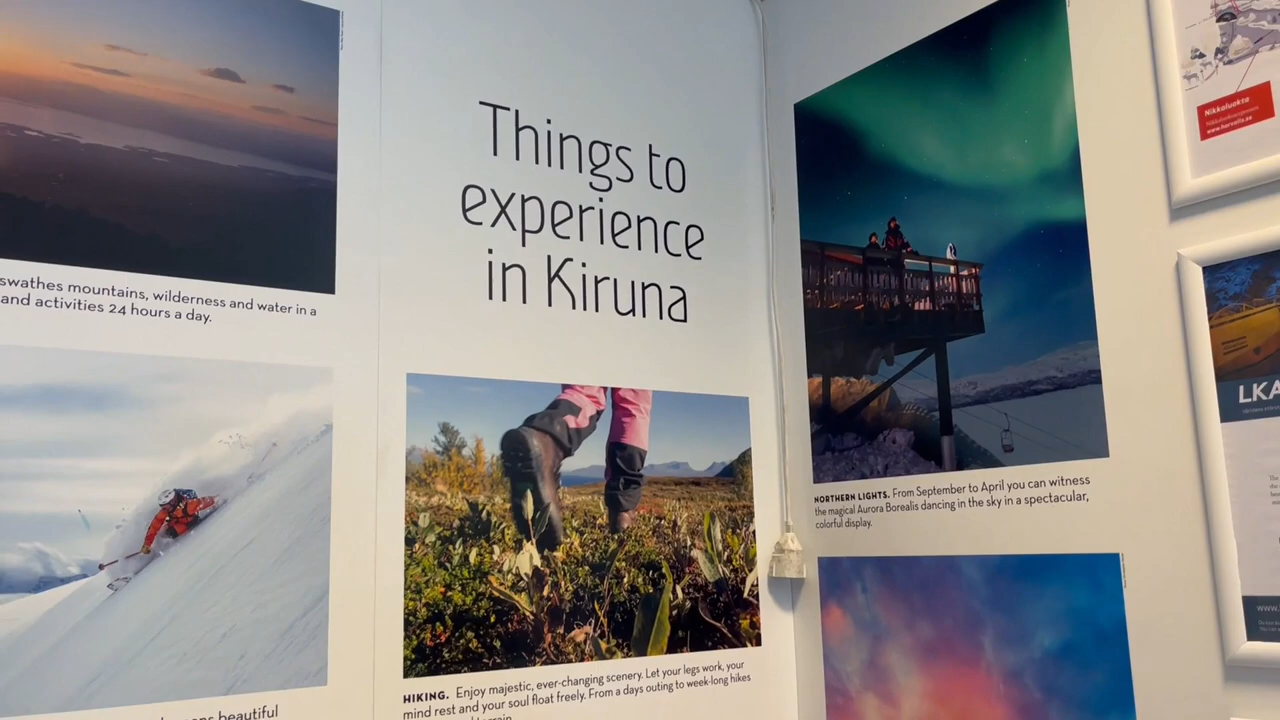 swathes mountains, wilderness and water in a
and activities 24 hours a day.
beautiful
Things to
experience
in Kiruna
HIKING. Enjoy majestic, ever-changing scenery. Let your legs work, your
mind rest and your soul float freely. From a days outing to week-long hikes
NORTHERN LIGHTS. From September to April you can witness
the magical Aurora Borealis dancing in the sky in a spectacular,
colorful display.
Nikkaluokta
LKA
www.